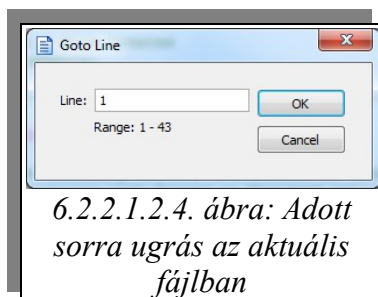 Goto Line
Line: 1 OK
Range: 1 - 43
Cancel
6.2.2.1.2.4. ábra: Adott
sorra ugrás az aktuális
fájlban